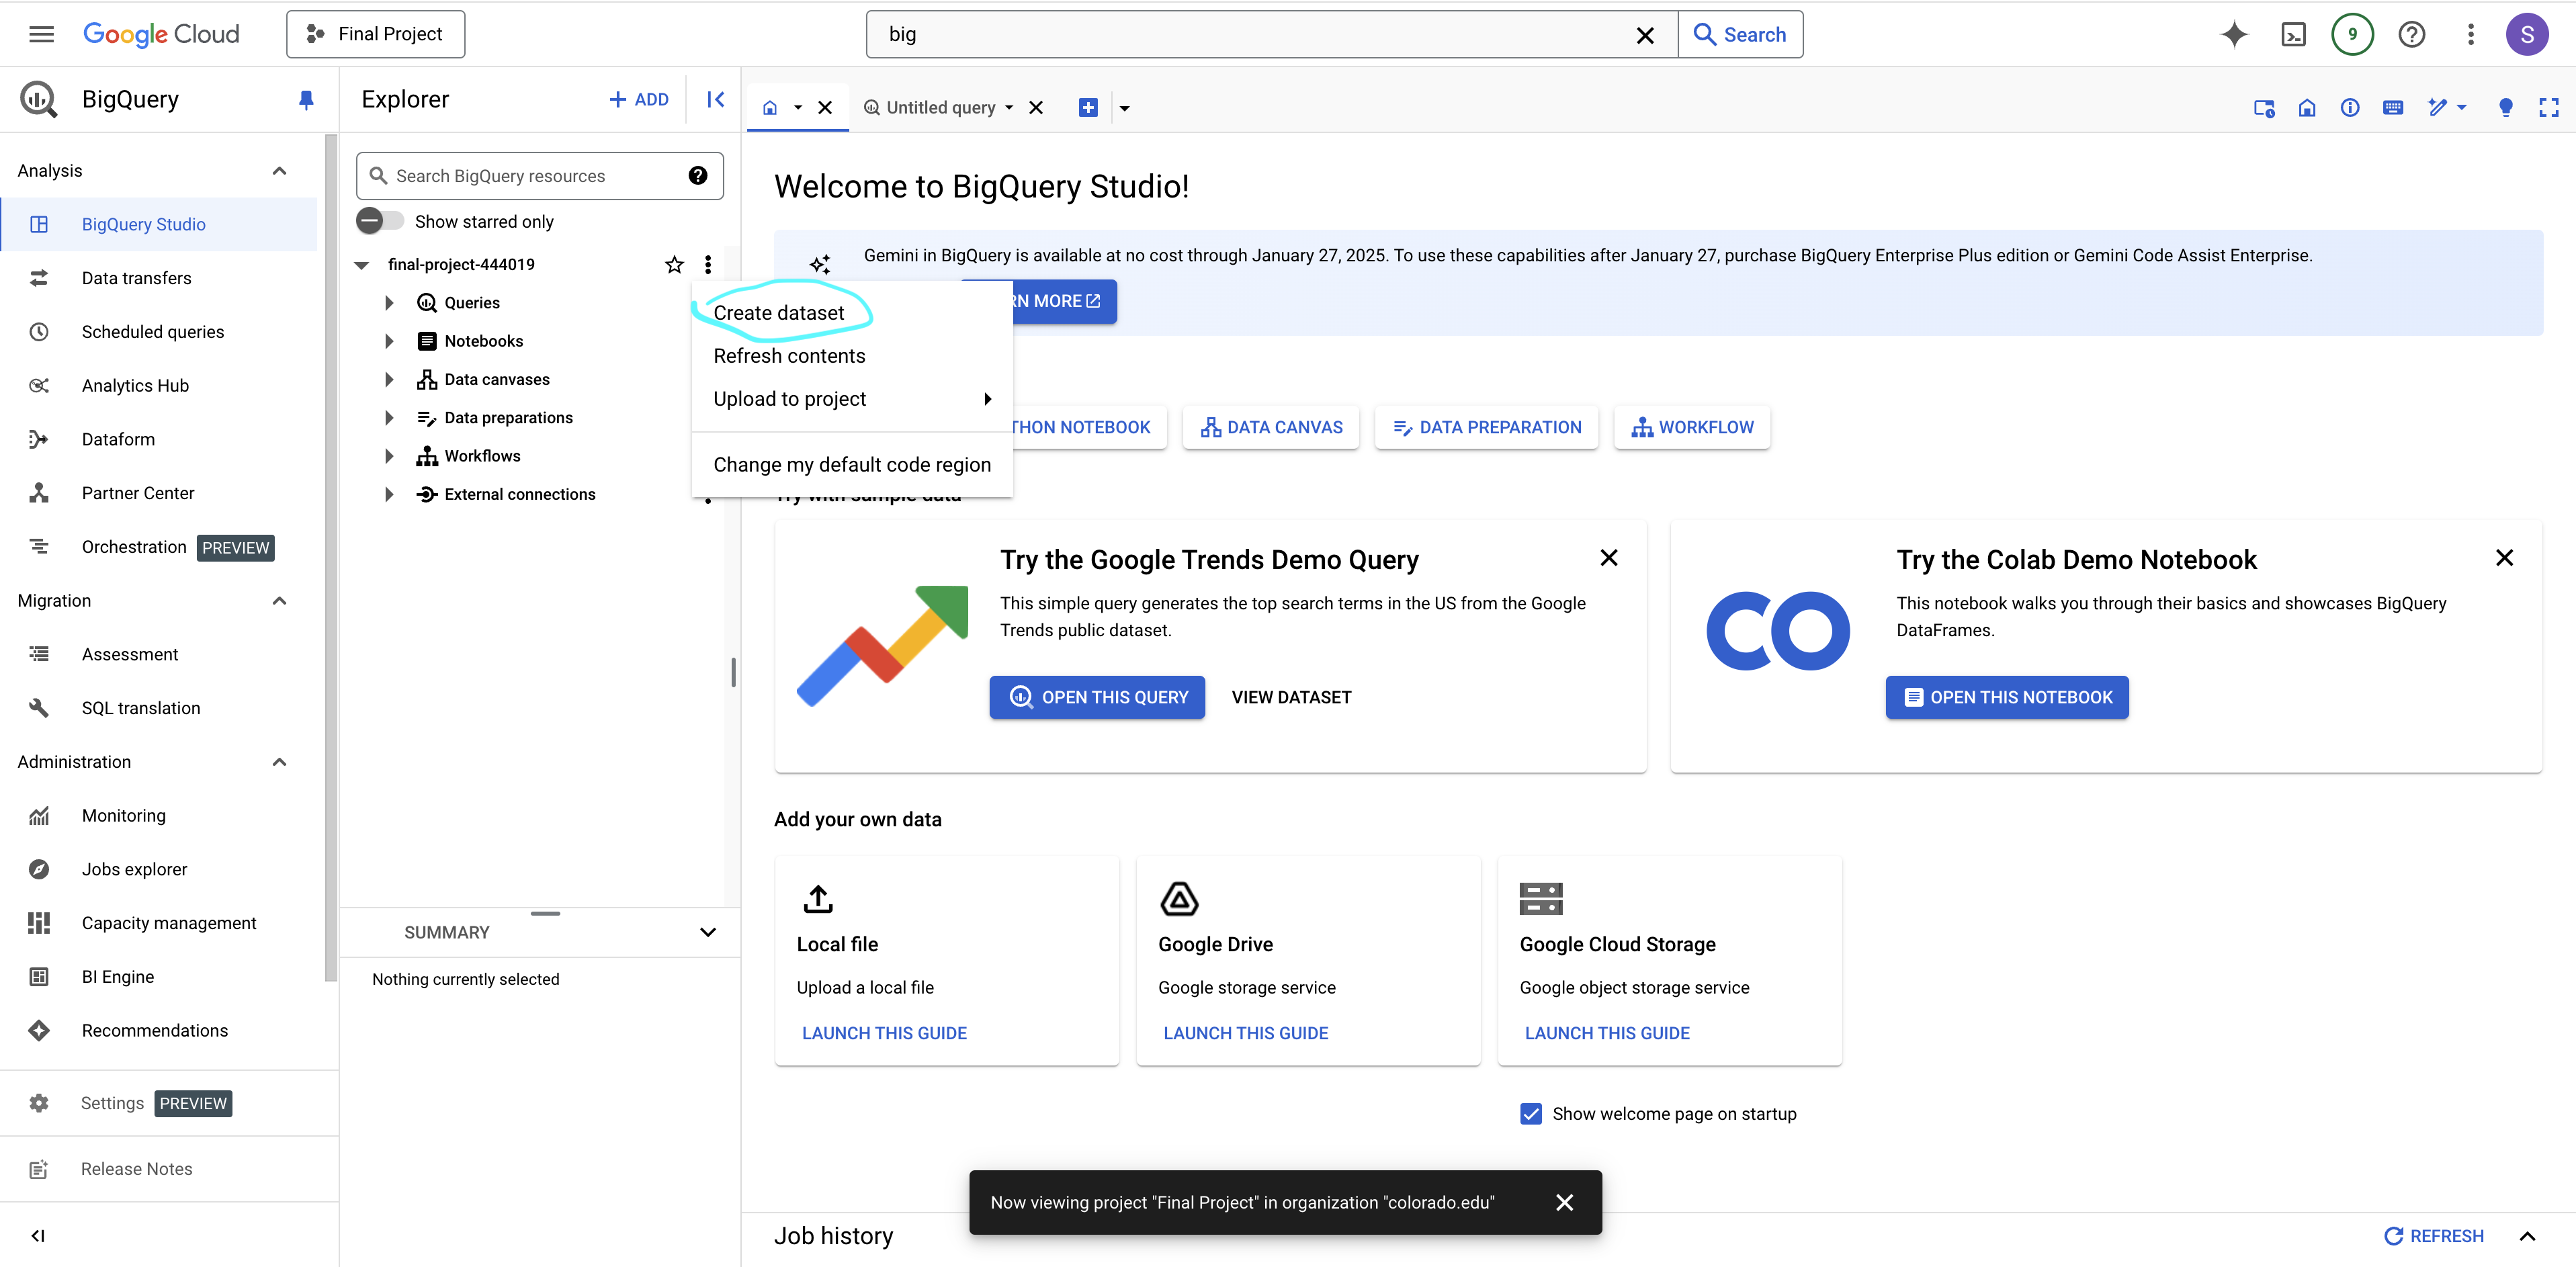 Google Cloud
Final Project
big
Search
9
S
BigQuery
Explorer
ADD
Untitled query
Analysis
BigQuery Studio
Data transfers
Scheduled queries
Analytics Hub
Dataform
Partner Center
Orchestration PREVIEW
Migration
Assessment
SQL translation
Administration
Monitoring
Jobs explorer
Capacity management
BI Engine
Recommendations
Settings PREVIEW
Release Notes
Search BigQuery resources
Show starred only
final-project-444019
Queries
Notebooks
Data canvases
Data preparations
Workflows
External connections
SUMMARY
Nothing currently selected
Create dataset
Refresh contents
Upload to project
Change my default code region
Welcome to BigQuery Studio!
Gemini in BigQuery is available at no cost through January 27, 2025. To use these capabilities after January 27, purchase BigQuery Enterprise Plus edition or Gemini Code Assist Enterprise.
RN MORE
THON NOTEBOOK
DATA CANVAS
DATA PREPARATION
WORKFLOW
Try with sample data
Try the Google Trends Demo Query
This simple query generates the top search terms in the US from the Google
Trends public dataset.
OPEN THIS QUERY
VIEW DATASET
Try the Colab Demo Notebook
This notebook walks you through their basics and showcases BigQuery
DataFrames.
OPEN THIS NOTEBOOK
Add your own data
Local file
Upload a local file
LAUNCH THIS GUIDE
Google Drive
Google storage service
LAUNCH THIS GUIDE
Google Cloud Storage
Google object storage service
LAUNCH THIS GUIDE
Show welcome page on startup
Now viewing project "Final Project" in organization "colorado.edu"
Job history
REFRESH